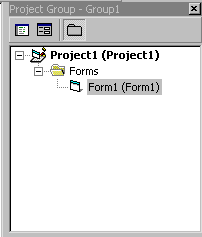 Project Group - Group1
Project1 (Project1)
Forms
Form1 (Form1)